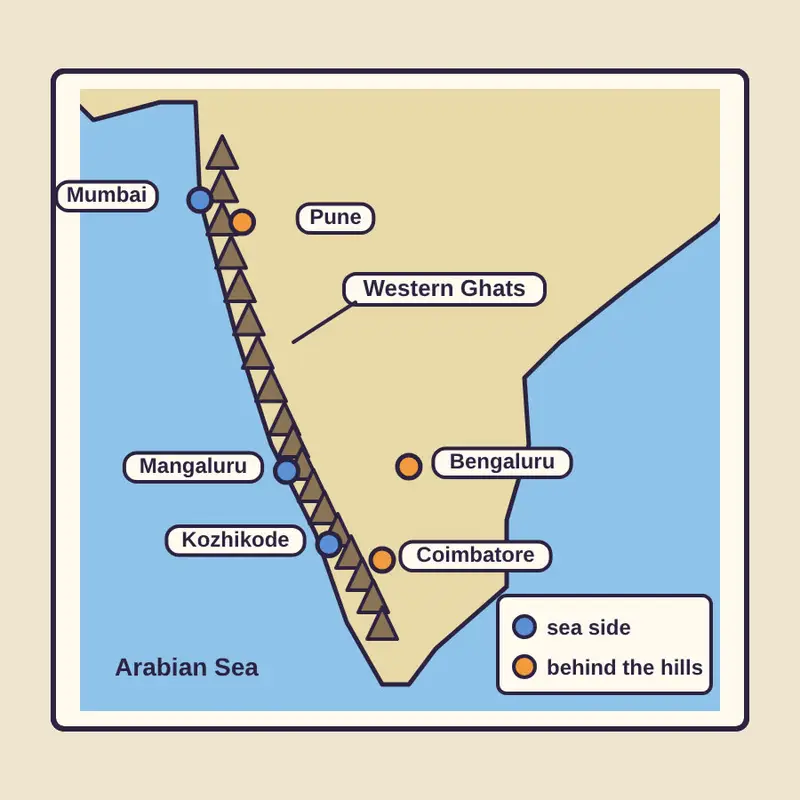 Mumbai
Pune
Western Ghats
Mangaluru
Bengaluru
Kozhikode
Coimbatore
Arabian Sea
sea side
behind the hills